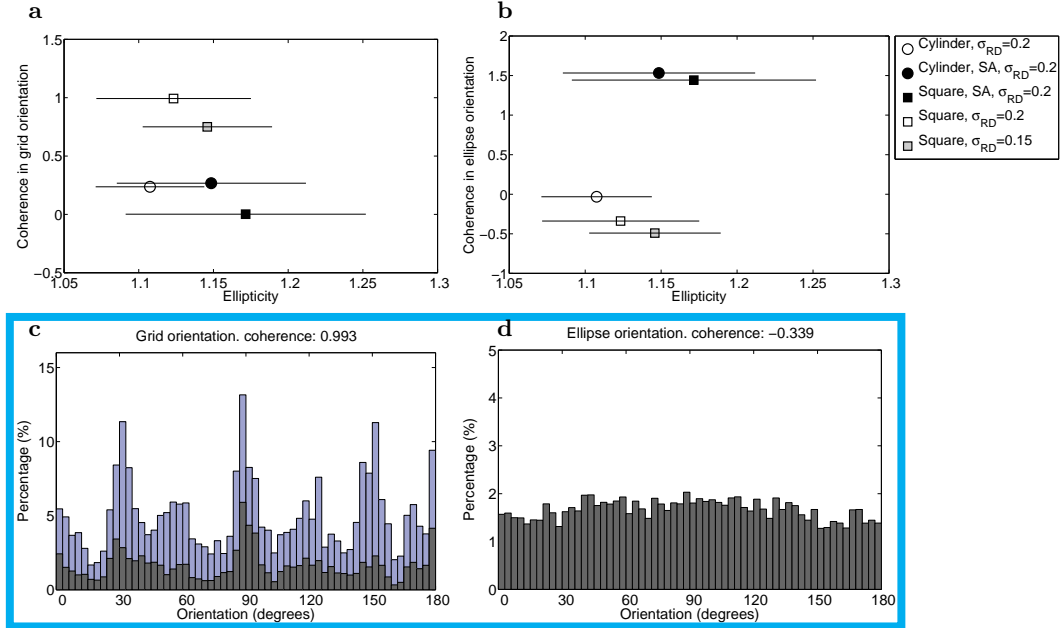 a
1.5
1
0.5
0
−0.5
1.05
1.1
1.15
1.2
1.25
1.3
Coherence in grid orientation
Ellipticity
b
2
1.5
1
0.5
0
−0.5
−1
1.05
1.1
1.15
1.2
1.25
1.3
Coherence in ellipse orientation
Ellipticity
Cylinder, σRD=0.2
Cylinder, SA, σRD=0.2
Square, SA, σRD=0.2
Square, σRD=0.2
Square, σRD=0.15
c
Grid orientation. coherence: 0.993
15
10
5
0
0
30
60
90
120
150
180
Percentage (%)
Orientation (degrees)
d
Ellipse orientation. coherence: −0.339
5
4
3
2
1
0
0
30
60
90
120
150
180
Percentage (%)
Orientation (degrees)